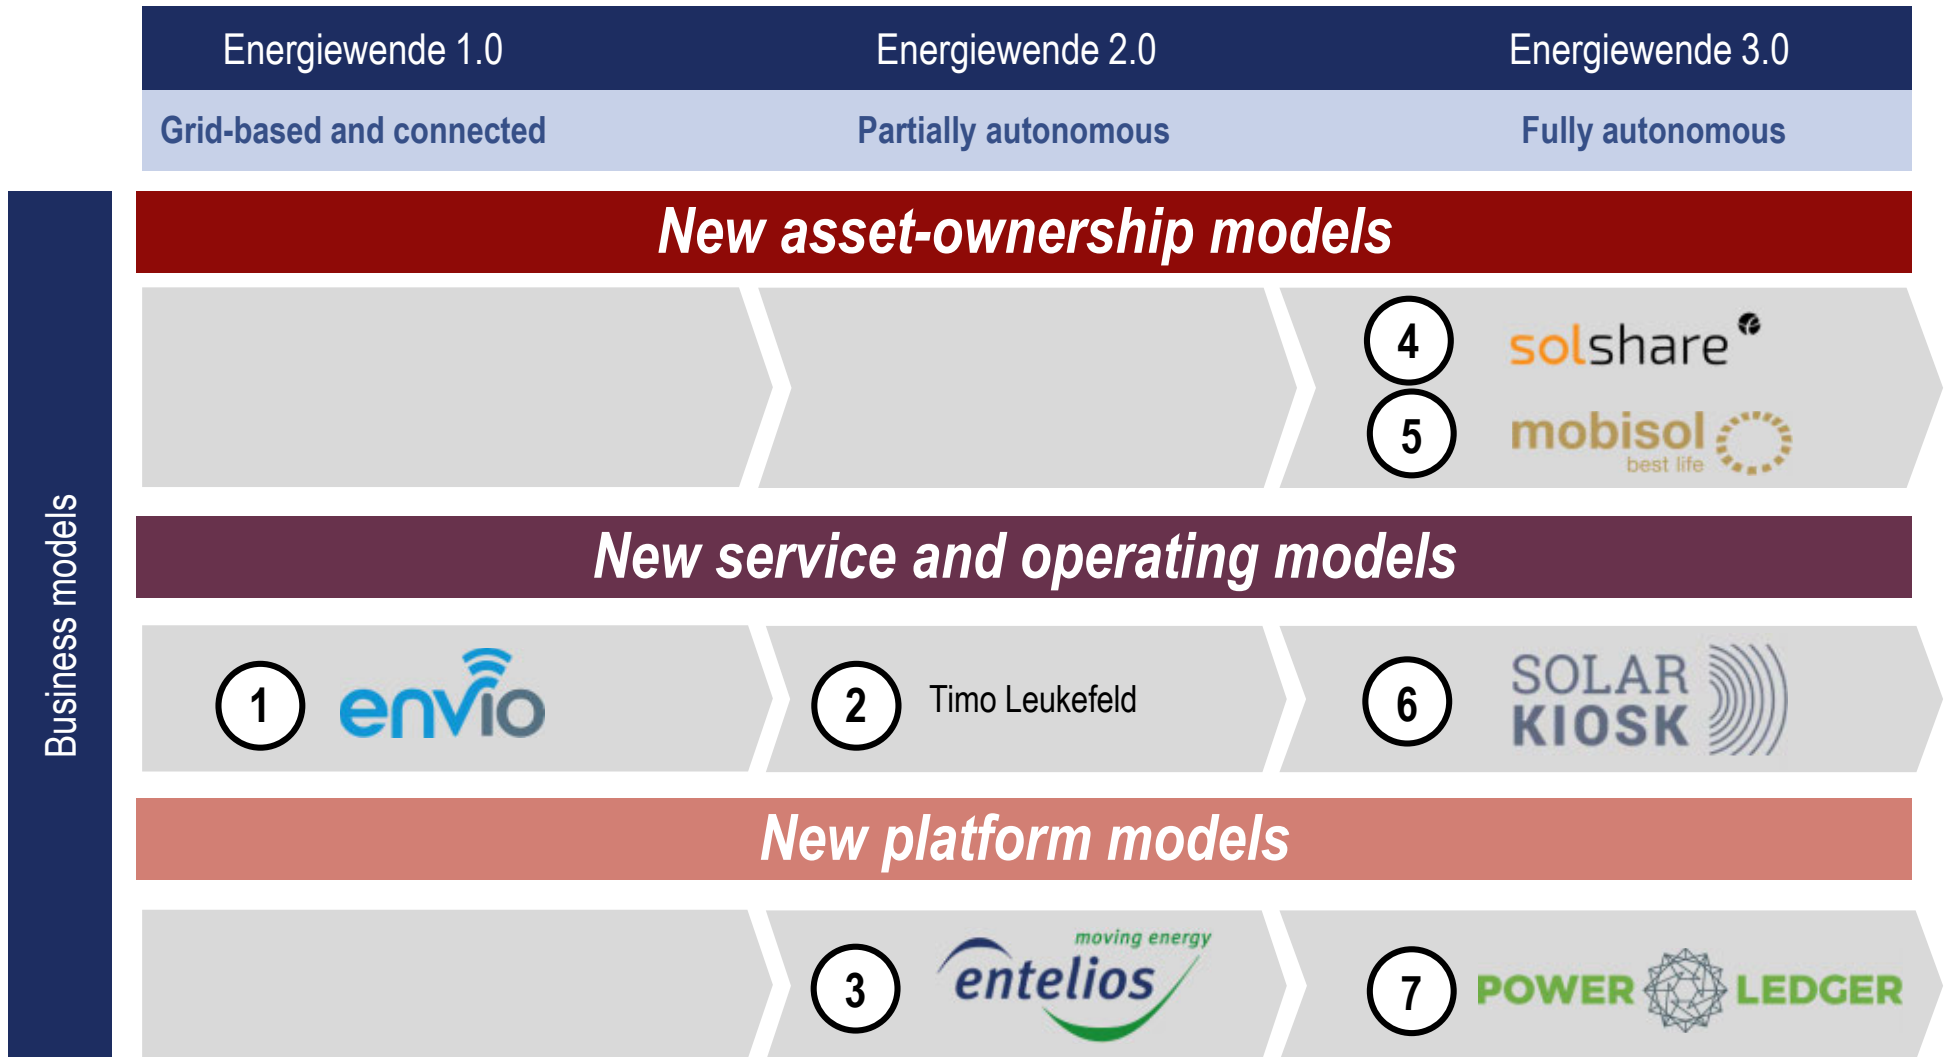 Energiewende 1.0
Energiewende 2.0
Energiewende 3.0
Grid-based and connected
Partially autonomous
Fully autonomous
Business models
New asset-ownership models
4
solshare
5
mobisol
best life
New service and operating models
1
envio
2
Timo Leukefeld
6
SOLAR
KIOSK
New platform models
3
moving energy
entelios
7
POWER LEDGER